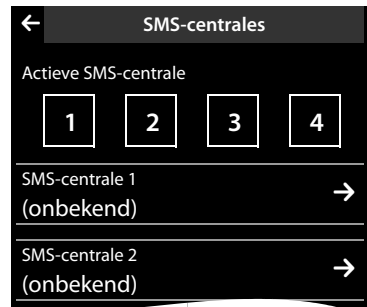 SMS-centrales
Actieve SMS-centrale
1 2 3 4
SMS-centrale 1
(onbekend)
SMS-centrale 2
(onbekend)